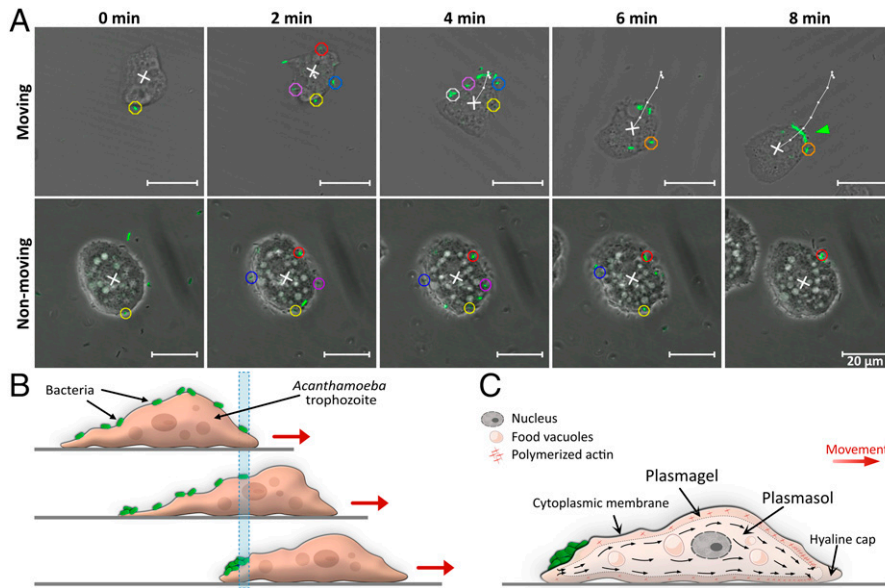 A
0 min
2 min
4 min
6 min
8 min
Moving
Non-moving
20 µm
B
Bacteria
Acanthamoeba
trophozoite
C
Nucleus
Food vacuoles
Polymerized actin
Movement
Plasmagel
Cytoplasmic membrane
Plasmasol
Hyaline cap